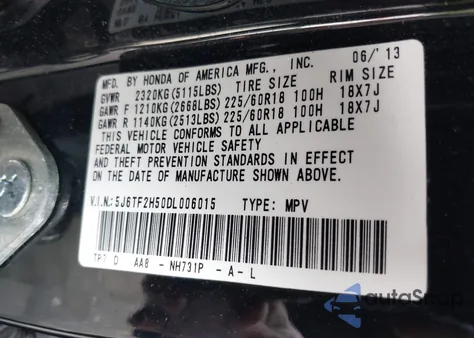 MFD. BY HONDA OF AMERICA MFG., INC. 06/'13
GVWR 2320KG(5115LBS) TIRE SIZE RIM SIZE
GAWR F 1210KG(2668LBS) 225/60R18 100H 18X7J
GAWR R 1140KG(2513LBS) 225/60R18 100H 18X7J
THIS VEHICLE CONFORMS TO ALL APPLICABLE
FEDERAL MOTOR VEHICLE SAFETY
AND THEFT PREVENTION STANDARDS IN EFFECT
ON THE DATE OF MANUFACTURE SHOWN ABOVE.
V.I.N.:5J6TF2H50DL006015 TYPE: MPV
TP7 D AA8 - NH731P - A - L
autoStrop